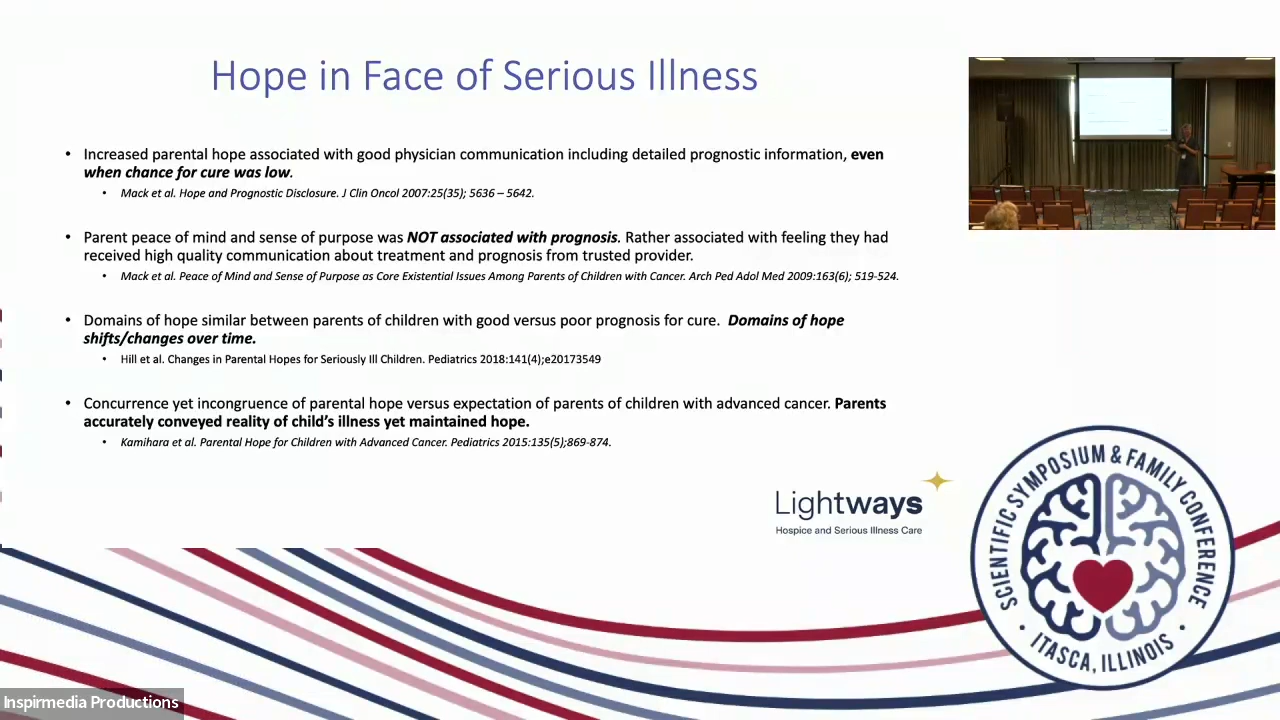 Hope in Face of Serious Illness
• Increased parental hope associated with good physician communication including detailed prognostic information, even
when chance for cure was low.
• Mack et al. Hope and Prognostic Disclosure. J Clin Oncol 2007:25(35); 5636 – 5642.
• Parent peace of mind and sense of purpose was NOT associated with prognosis. Rather associated with feeling they had
received high quality communication about treatment and prognosis from trusted provider.
• Mack et al. Peace of Mind and Sense of Purpose as Core Existential Issues Among Parents of Children with Cancer. Arch Ped Adol Med 2009:163(6); 519-524.
• Domains of hope similar between parents of children with good versus poor prognosis for cure. Domains of hope
shifts/changes over time.
• Hill et al. Changes in Parental Hopes for Seriously Ill Children. Pediatrics 2018:141(4);e20173549
• Concurrence yet incongruence of parental hope versus expectation of parents of children with advanced cancer. Parents
accurately conveyed reality of child's illness yet maintained hope.
• Kamihara et al. Parental Hope for Children with Advanced Cancer. Pediatrics 2015:135(5);869-874.
Lightways
Hospice and Serious Illness Care
SCIENTIFIC SYMPOSIUM & FAMILY CONFERENCE
• ITASCA, ILLINOIS •
Inspirmedia Productions